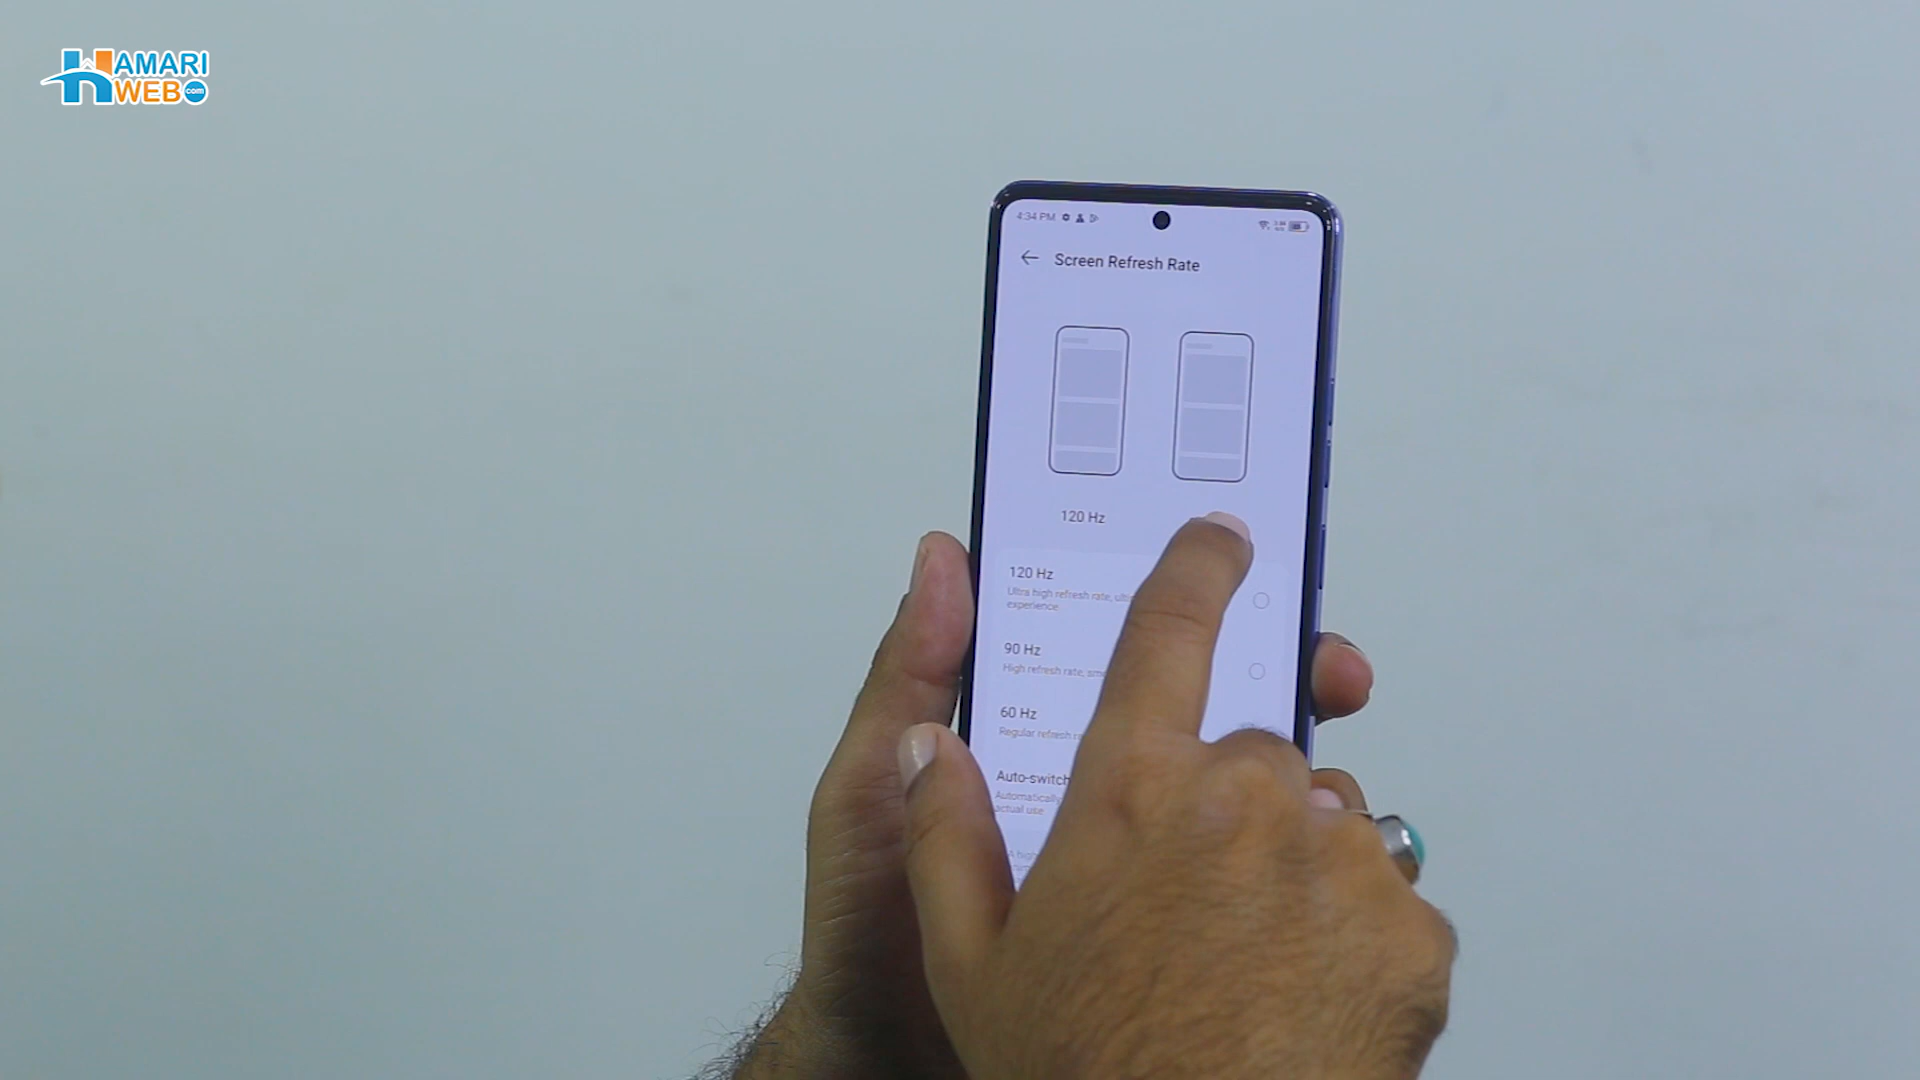 HAMARI
WEB.com
4:34 PM
Screen Refresh Rate
120 Hz
120 Hz
Ultra high refresh rate,
experience
90 Hz
High refresh rate,
60 Hz
Regular refresh
Auto-switch
Automatically
actual use
A